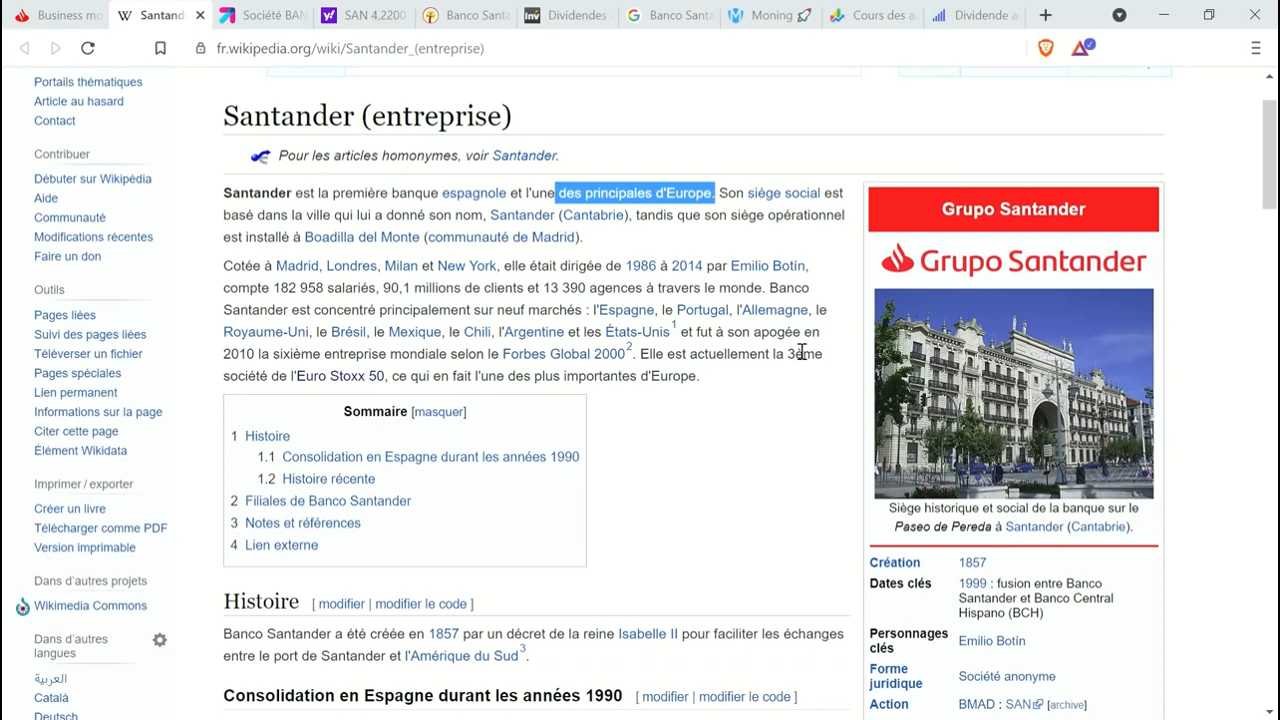 Business mo
Santand
Société BAN
SAN 4,2200
Banco Santa
Dividendes
Banco Santa
Moning 🚀
Cours des a
Dividende a
fr.wikipedia.org/wiki/Santander_(entreprise)
Portails thématiques
Article au hasard
Contact
Contribuer
Débuter sur Wikipédia
Aide
Communauté
Modifications récentes
Faire un don
Outils
Pages liées
Suivi des pages liées
Téléverser un fichier
Pages spéciales
Lien permanent
Informations sur la page
Citer cette page
Élément Wikidata
Imprimer / exporter
Créer un livre
Télécharger comme PDF
Version imprimable
Dans d'autres projets
Wikimedia Commons
Dans d'autres
langues
العربية
Català
Deutsch
Santander (entreprise)
Pour les articles homonymes, voir Santander.
Santander est la première banque espagnole et l'une des principales d'Europe. Son siège social est
basé dans la ville qui lui a donné son nom, Santander (Cantabrie), tandis que son siège opérationnel
est installé à Boadilla del Monte (communauté de Madrid).
Cotée à Madrid, Londres, Milan et New York, elle était dirigée de 1986 à 2014 par Emilio Botín,
compte 182 958 salariés, 90,1 millions de clients et 13 390 agences à travers le monde. Banco
Santander est concentré principalement sur neuf marchés : l'Espagne, le Portugal, l'Allemagne, le
Royaume-Uni, le Brésil, le Mexique, le Chili, l'Argentine et les États-Unis1 et fut à son apogée en
2010 la sixième entreprise mondiale selon le Forbes Global 20002. Elle est actuellement la 3ème
société de l'Euro Stoxx 50, ce qui en fait l'une des plus importantes d'Europe.
Sommaire [masquer]
1 Histoire
1.1 Consolidation en Espagne durant les années 1990
1.2 Histoire récente
2 Filiales de Banco Santander
3 Notes et références
4 Lien externe
Histoire [ modifier | modifier le code ]
Banco Santander a été créée en 1857 par un décret de la reine Isabelle II pour faciliter les échanges
entre le port de Santander et l'Amérique du Sud3.
Consolidation en Espagne durant les années 1990 [ modifier | modifier le code ]
Grupo Santander
Grupo Santander
Siège historique et social de la banque sur le
Paseo de Pereda à Santander (Cantabrie).
Création 1857
Dates clés 1999 : fusion entre Banco
Santander et Banco Central
Hispano (BCH)
Personnages
clés Emilio Botín
Forme
juridique Société anonyme
Action BMAD : SAN [archive]